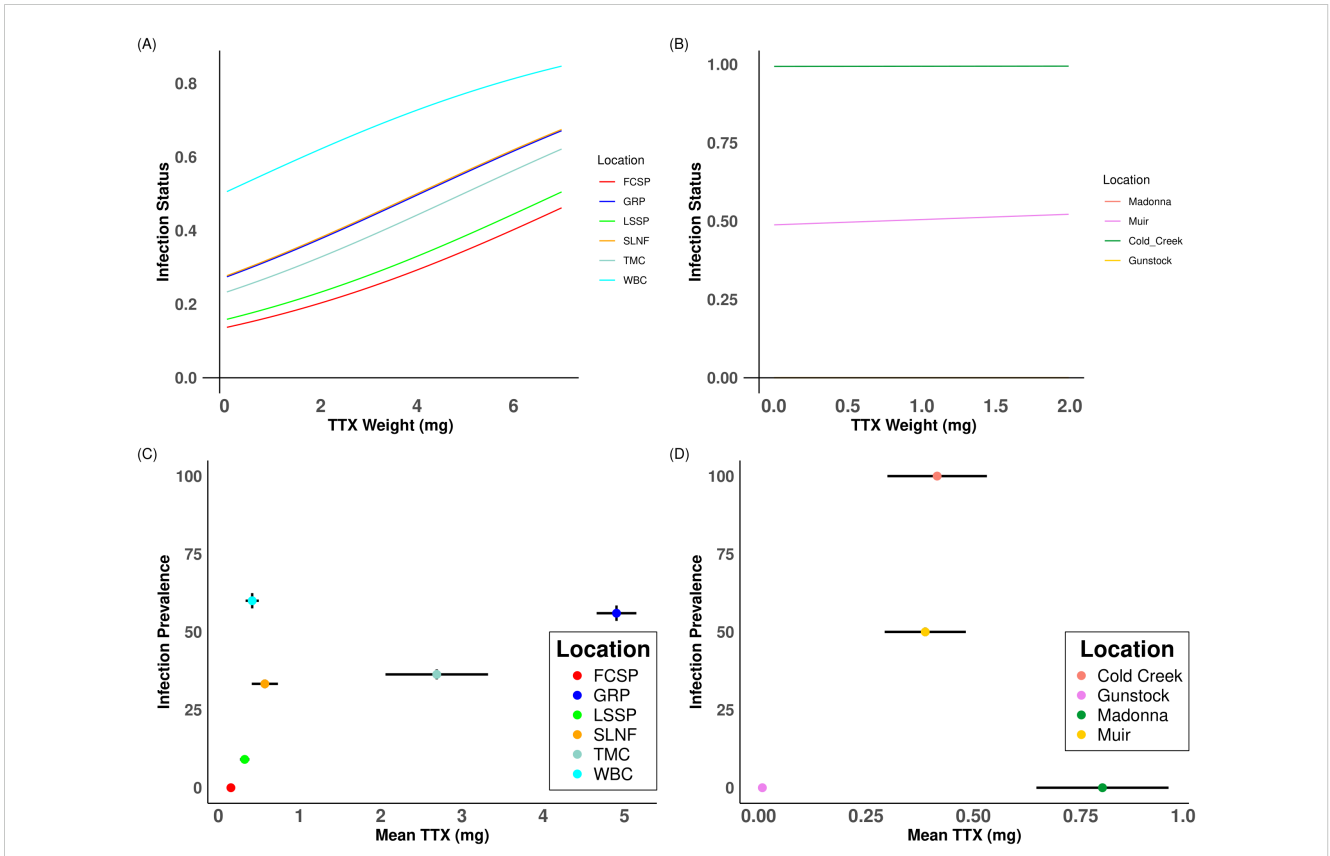 (A)
Infection Status
0.8
0.6
0.4
0.2
0.0
0 2 4 6
TTX Weight (mg)
Location
FCSP
GRP
LSSP
SLNF
TMC
WBC
(B)
Infection Status
1.00
0.75
0.50
0.25
0.00
0.0 0.5 1.0 1.5 2.0
TTX Weight (mg)
Location
Madonna
Muir
Cold_Creek
Gunstock
(C)
Infection Prevalence
100
75
50
25
0
0 1 2 3 4 5
Mean TTX (mg)
Location
FCSP
GRP
LSSP
SLNF
TMC
WBC
(D)
Infection Prevalence
100
75
50
25
0
0.00 0.25 0.50 0.75 1.0
Mean TTX (mg)
Location
Cold Creek
Gunstock
Madonna
Muir